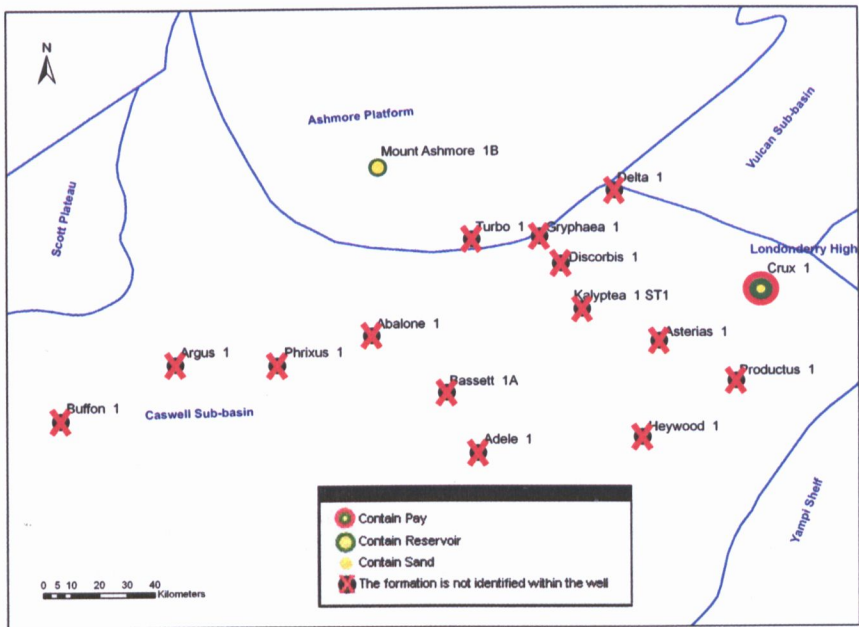 N
Ashmore Platform
Vulcan Sub-basin
Mount Ashmore 1B
Scott Plateau
Delta 1
Turbo 1
Gryphaea 1
Londonderry High
Discorbis 1
Crux 1
Kalyptea 1 ST1
Abalone 1
Asterias 1
Argus 1
Phrixus 1
Productus 1
Bassett 1A
Buffon 1
Caswell Sub-basin
Heywood 1
Adele 1
Yampi Shelf
Contain Pay
Contain Reservoir
Contain Sand
The formation is not identified within the well
0 5 10 20 30 40
Kilometers